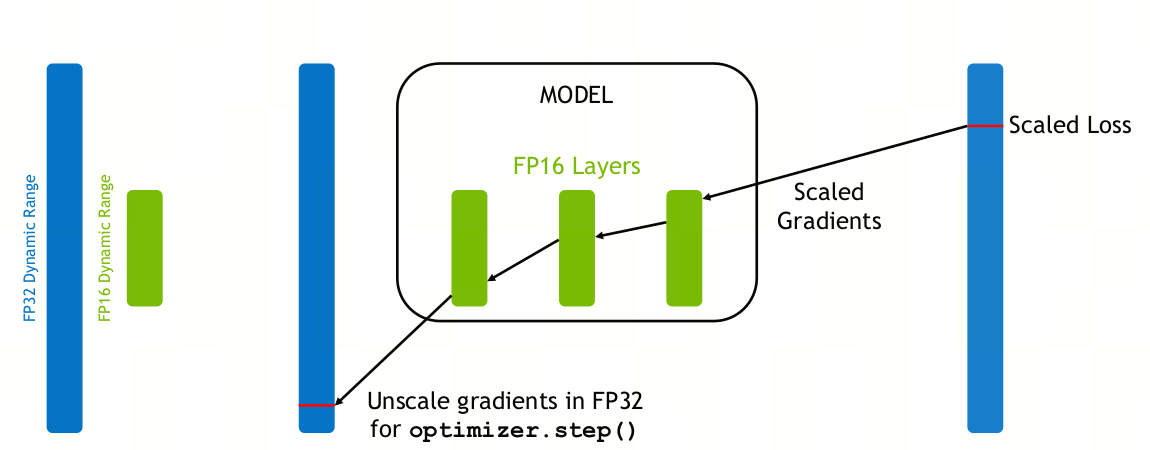 FP32 Dynamic Range
FP16 Dynamic Range
MODEL
FP16 Layers
Scaled Loss
Scaled
Gradients
Unscale gradients in FP32
for optimizer.step()